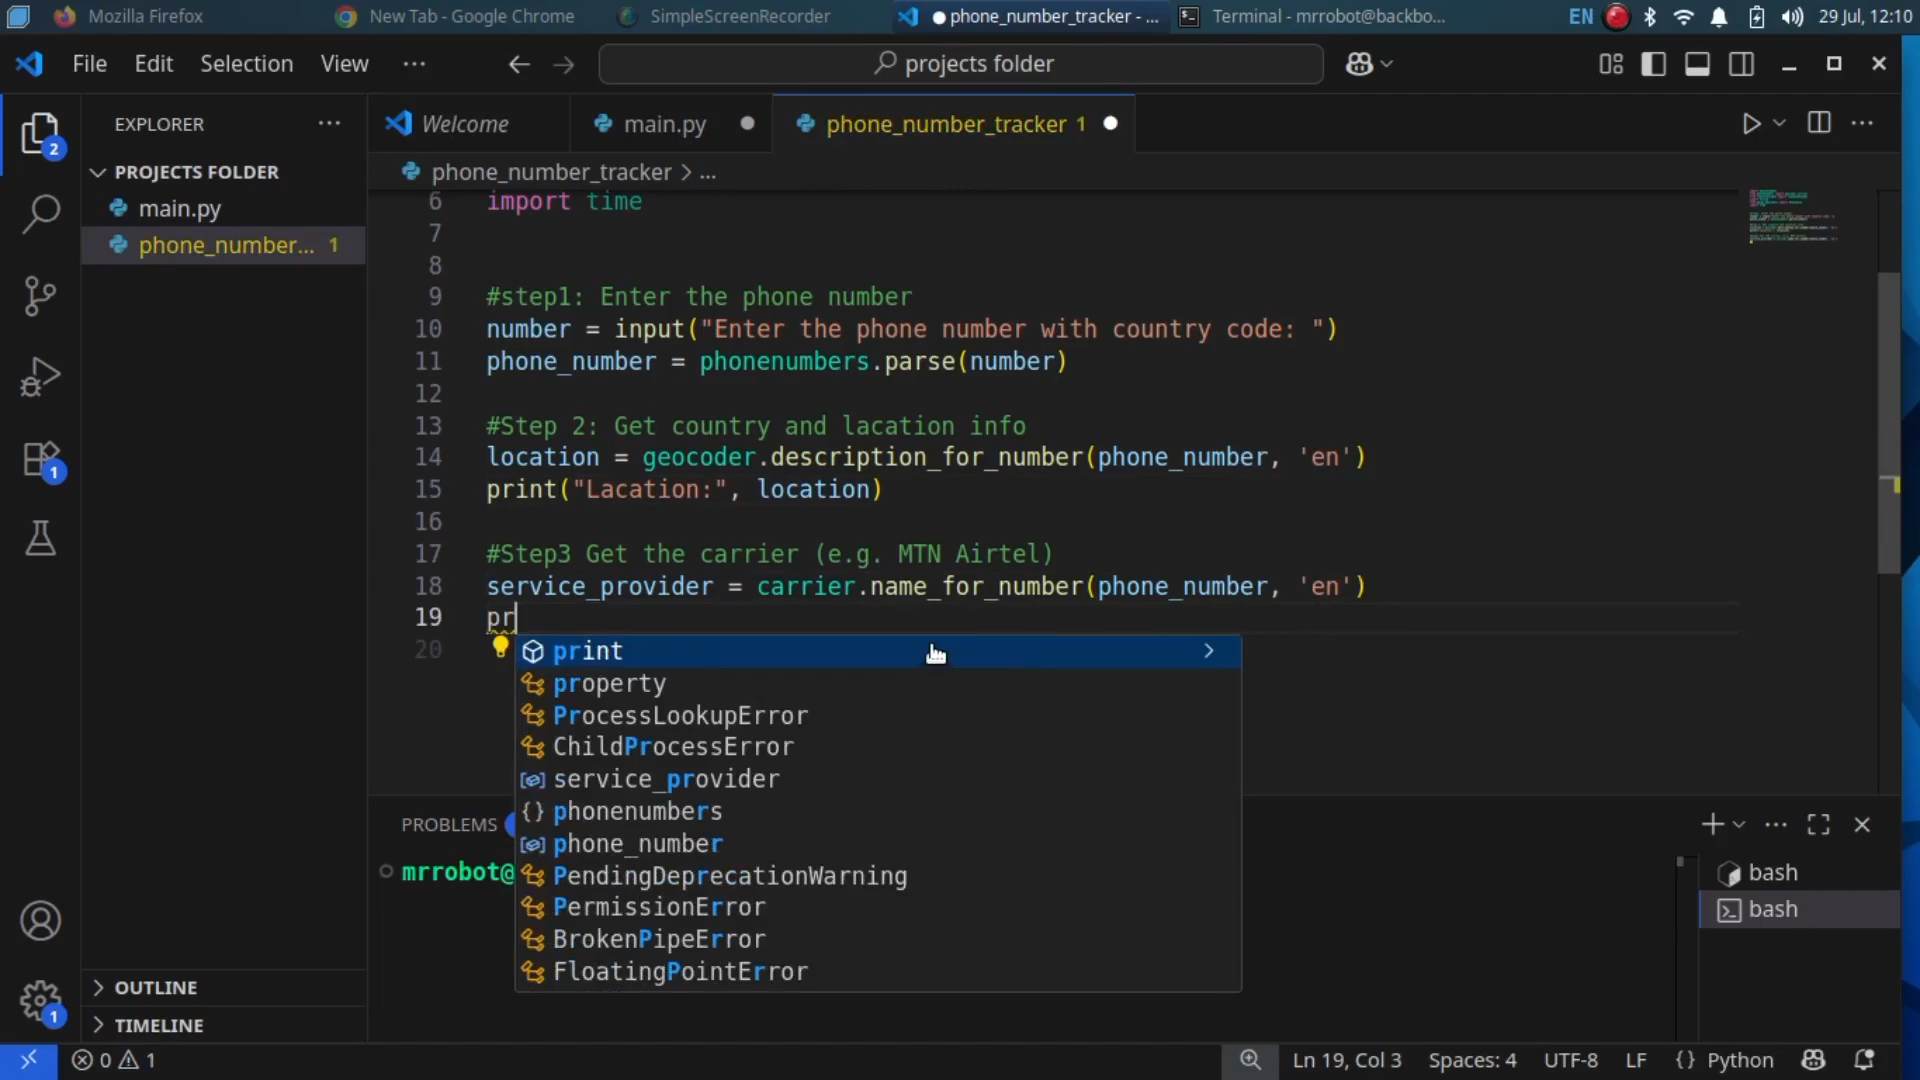 Mozilla Firefox
New Tab - Google Chrome
SimpleScreenRecorder
phone_number_tracker - ...
Terminal - mrrobot@backbo...
EN
29 Jul, 12:10
File
Edit
Selection
View
projects folder
EXPLORER
PROJECTS FOLDER
main.py
phone_number... 1
2
1
1
OUTLINE
TIMELINE
Welcome
main.py
phone_number_tracker 1
phone_number_tracker > ...
6 import time
7
8
9 #step1: Enter the phone number
10 number = input("Enter the phone number with country code: ")
11 phone_number = phonenumbers.parse(number)
12
13 #Step 2: Get country and lacation info
14 location = geocoder.description_for_number(phone_number, 'en')
15 print("Lacation:", location)
16
17 #Step3 Get the carrier (e.g. MTN Airtel)
18 service_provider = carrier.name_for_number(phone_number, 'en')
19 pr
20
print
property
ProcessLookupError
ChildProcessError
service_provider
phonenumbers
phone_number
PendingDeprecationWarning
PermissionError
BrokenPipeError
FloatingPointError
PROBLEMS
mrrobot@
bash
bash
0 1
Ln 19, Col 3
Spaces: 4
UTF-8
LF
{} Python